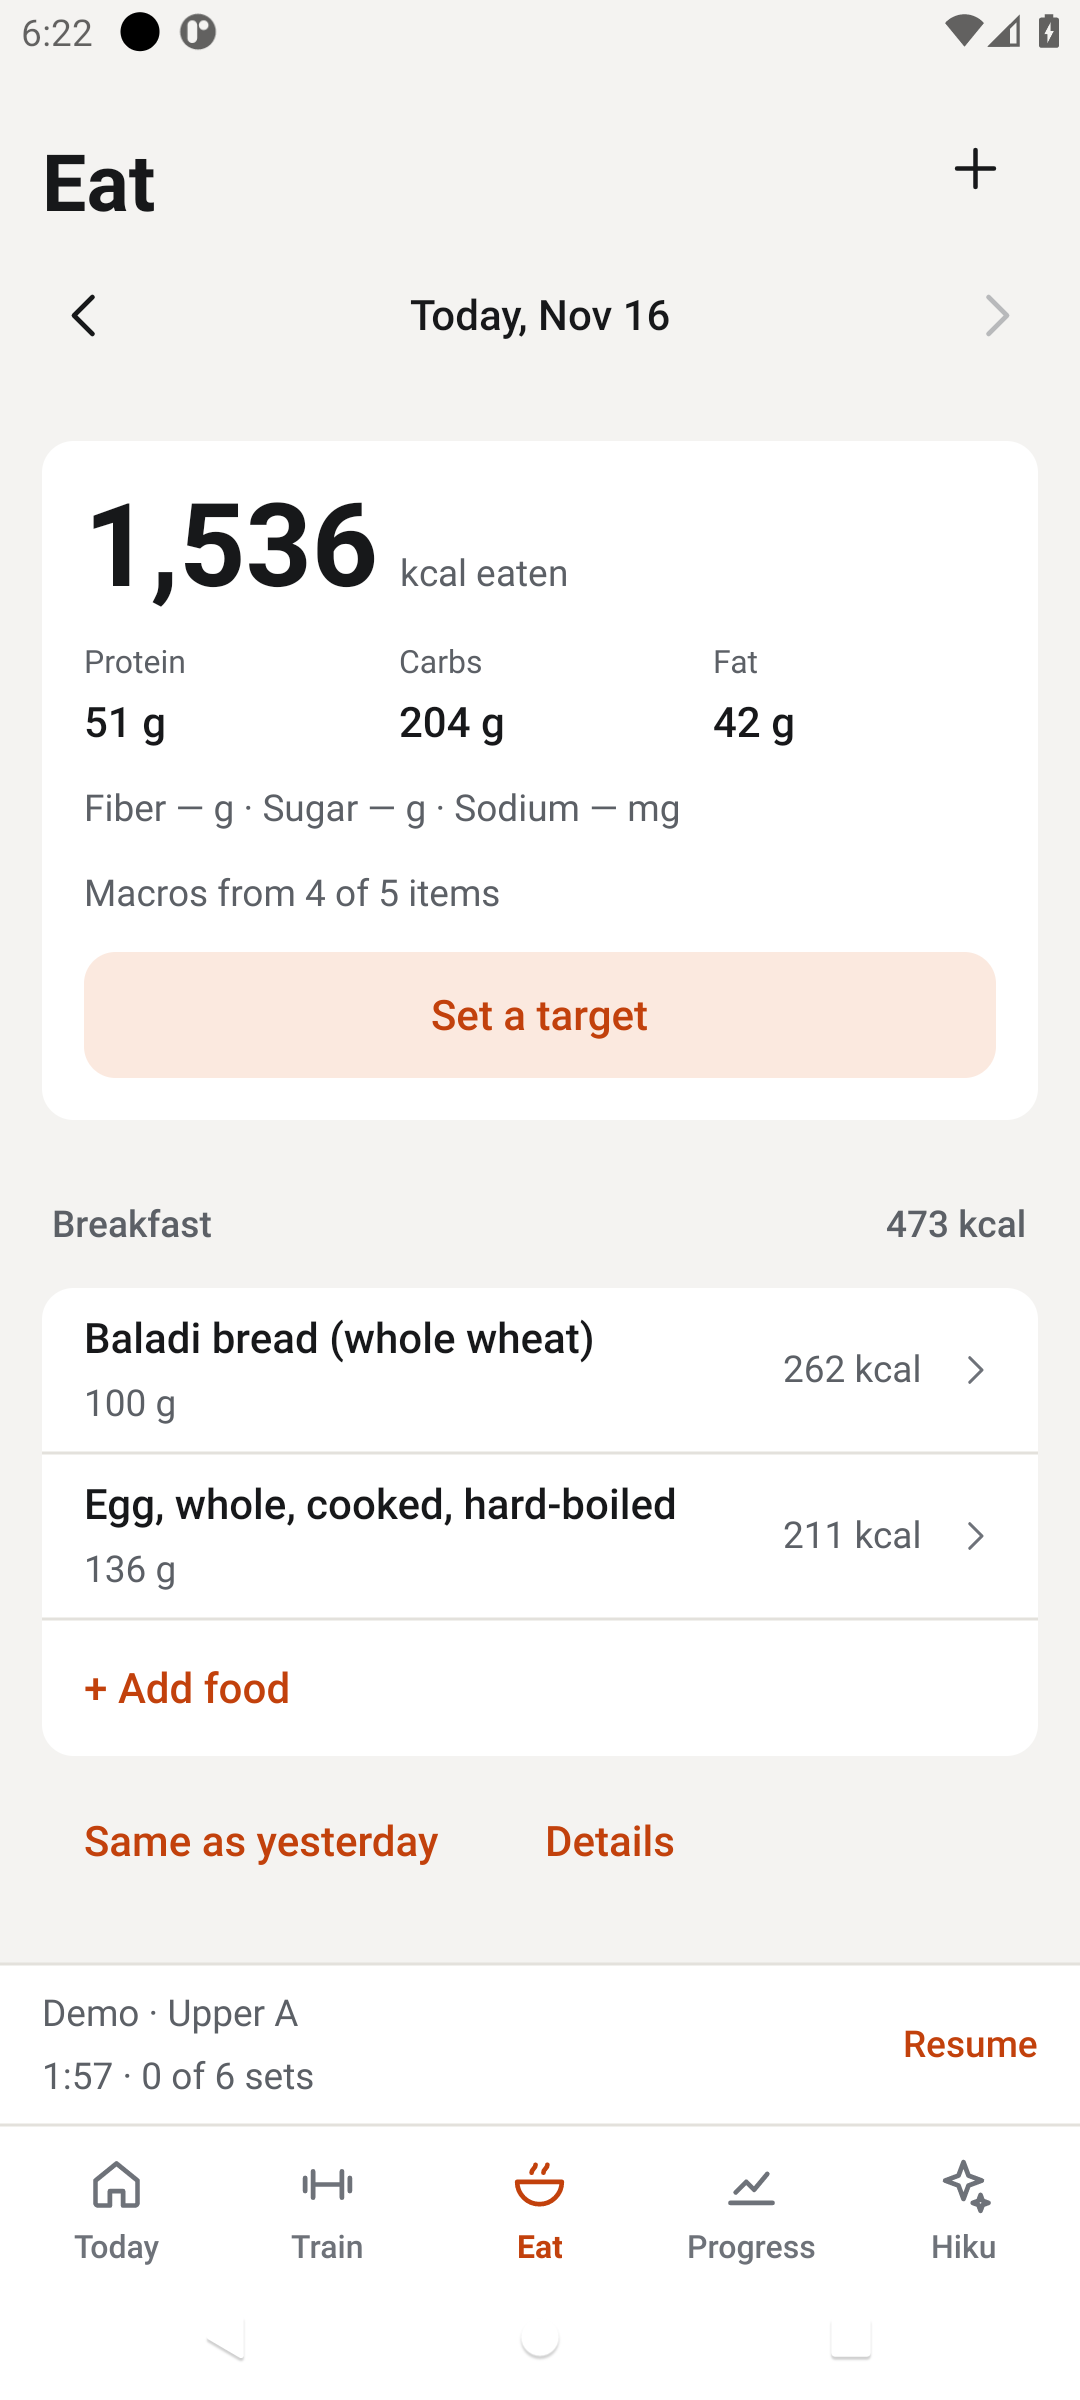 6:22
Eat
Today, Nov 16
1,536 kcal eaten
Protein Carbs Fat
51 g 204 g 42 g
Fiber — g · Sugar — g · Sodium — mg
Macros from 4 of 5 items
Set a target
Breakfast 473 kcal
Baladi bread (whole wheat)
100 g
262 kcal
Egg, whole, cooked, hard-boiled
136 g
211 kcal
+ Add food
Same as yesterday Details
Demo · Upper A
1:57 · 0 of 6 sets
Resume
Today Train Eat Progress Hiku